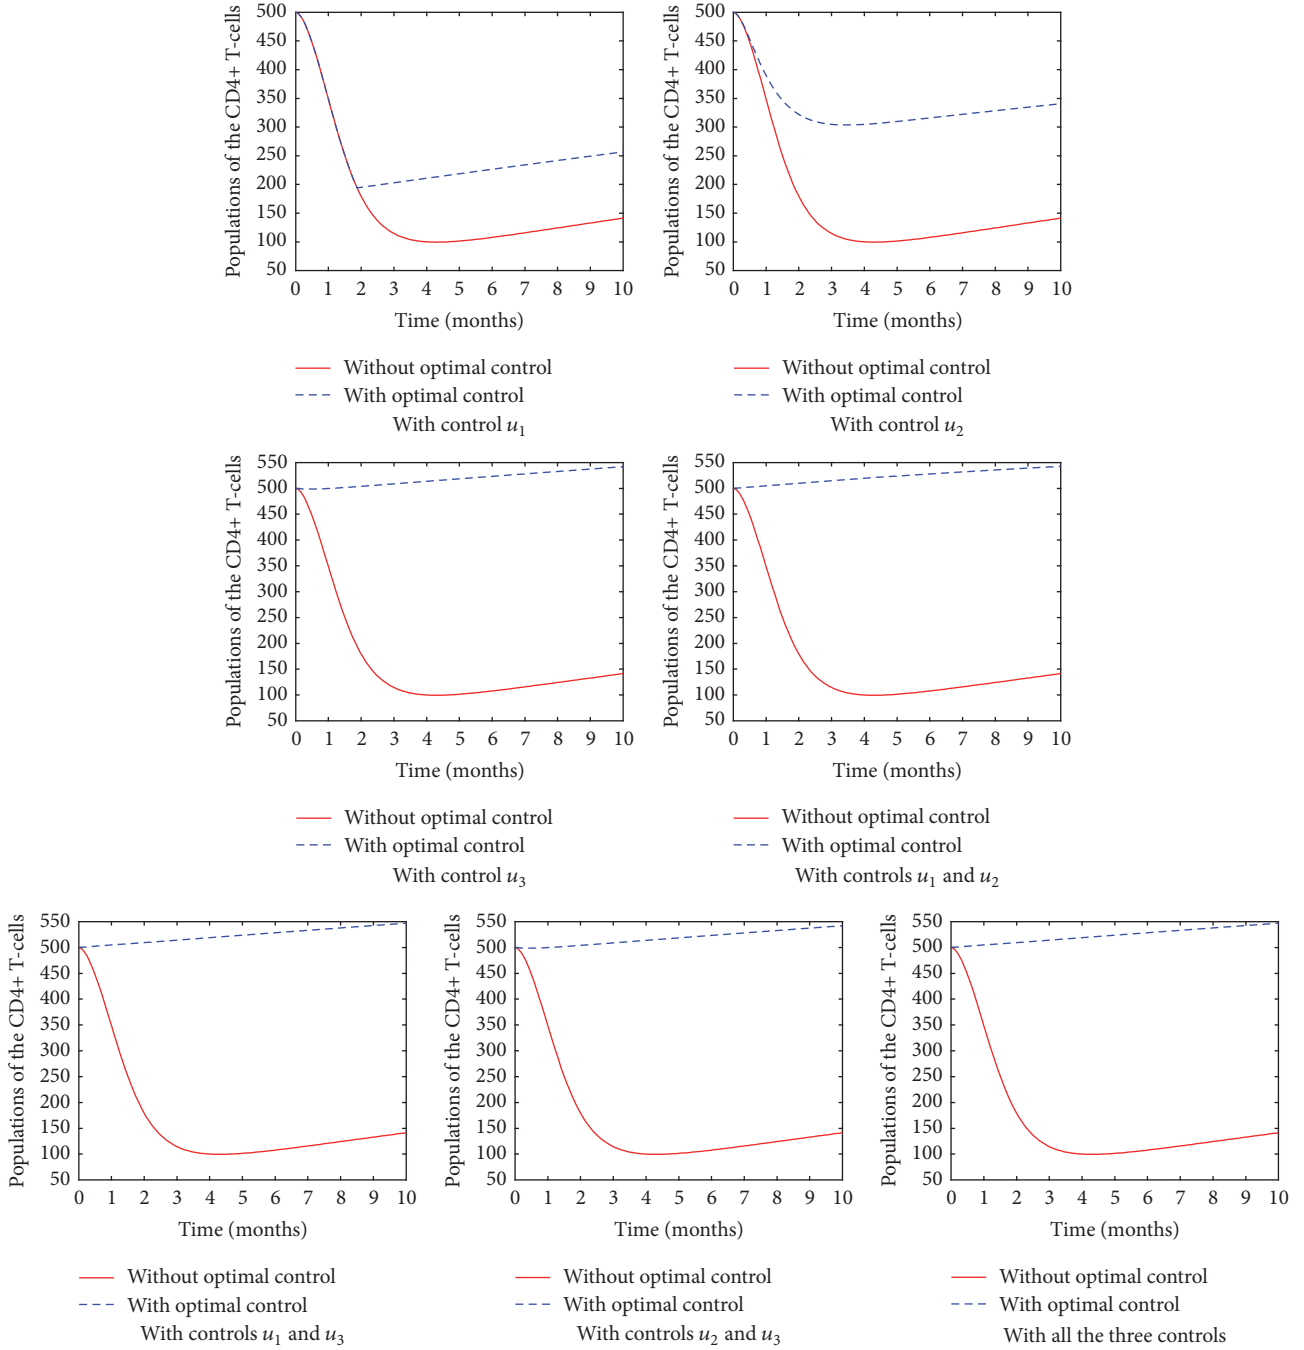 Populations of the CD4+ T-cells
500
450
400
350
300
250
200
150
100
50
0 1 2 3 4 5 6 7 8 9 10
Time (months)
Without optimal control
With optimal control
With control u1
Populations of the CD4+ T-cells
500
450
400
350
300
250
200
150
100
50
0 1 2 3 4 5 6 7 8 9 10
Time (months)
Without optimal control
With optimal control
With control u2
Populations of the CD4+ T-cells
550
500
450
400
350
300
250
200
150
100
50
0 1 2 3 4 5 6 7 8 9 10
Time (months)
Without optimal control
With optimal control
With control u3
Populations of the CD4+ T-cells
550
500
450
400
350
300
250
200
150
100
50
0 1 2 3 4 5 6 7 8 9 10
Time (months)
Without optimal control
With optimal control
With controls u1 and u2
Populations of the CD4+ T-cells
550
500
450
400
350
300
250
200
150
100
50
0 1 2 3 4 5 6 7 8 9 10
Time (months)
Without optimal control
With optimal control
With controls u1 and u3
Populations of the CD4+ T-cells
550
500
450
400
350
300
250
200
150
100
50
0 1 2 3 4 5 6 7 8 9 10
Time (months)
Without optimal control
With optimal control
With controls u2 and u3
Populations of the CD4+ T-cells
550
500
450
400
350
300
250
200
150
100
50
0 1 2 3 4 5 6 7 8 9 10
Time (months)
Without optimal control
With optimal control
With all the three controls